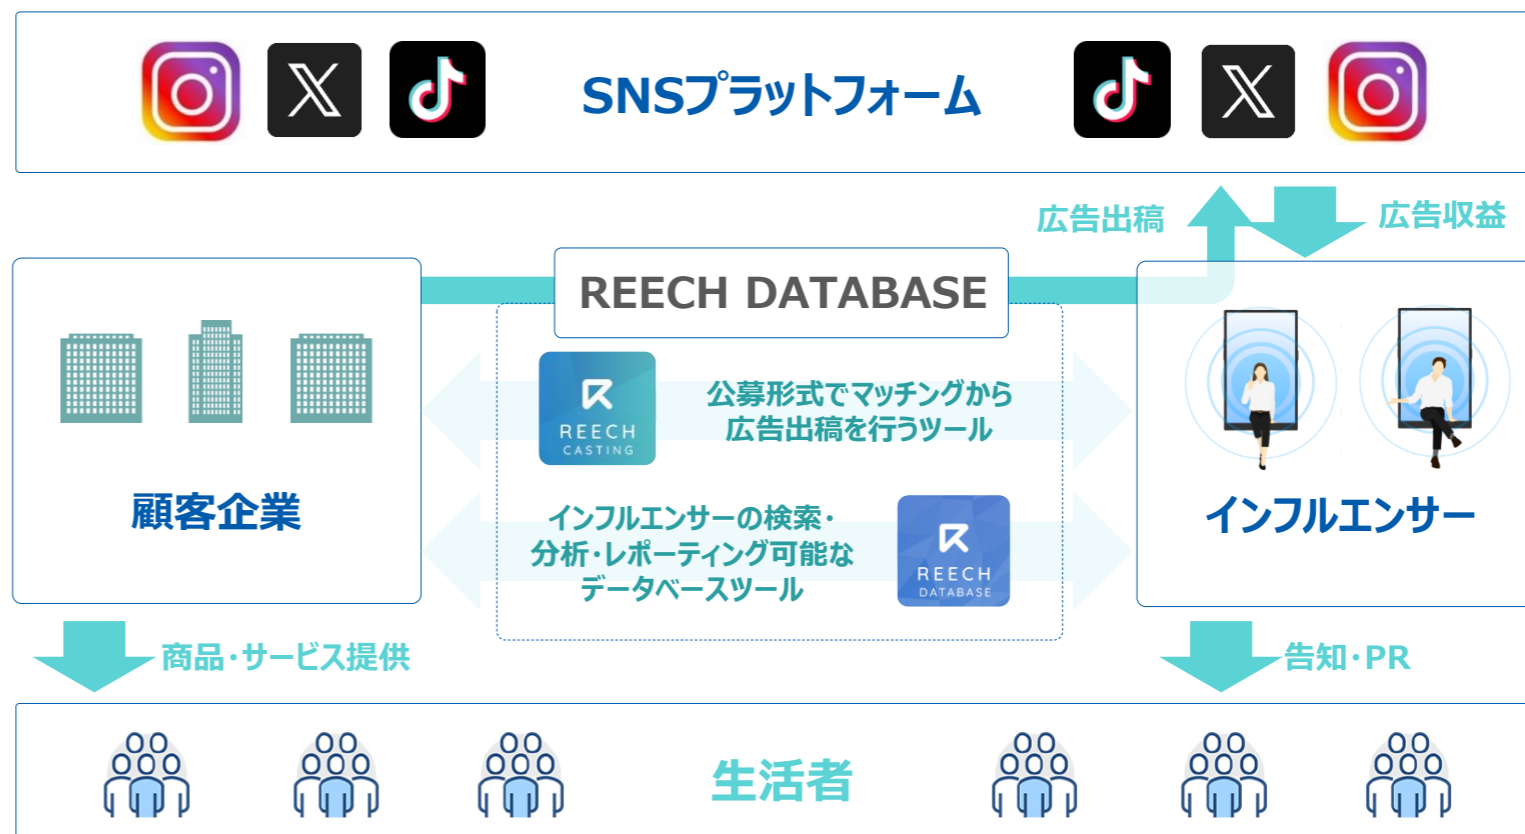 SNSプラットフォーム
広告出稿
広告収益
REECH DATABASE
顧客企業
REECH
CASTING
公募形式でマッチングから
広告出稿を行うツール
インフルエンサーの検索・
分析・レポーティング可能な
データベースツール
REECH
DATABASE
インフルエンサー
商品・サービス提供
告知・PR
生活者